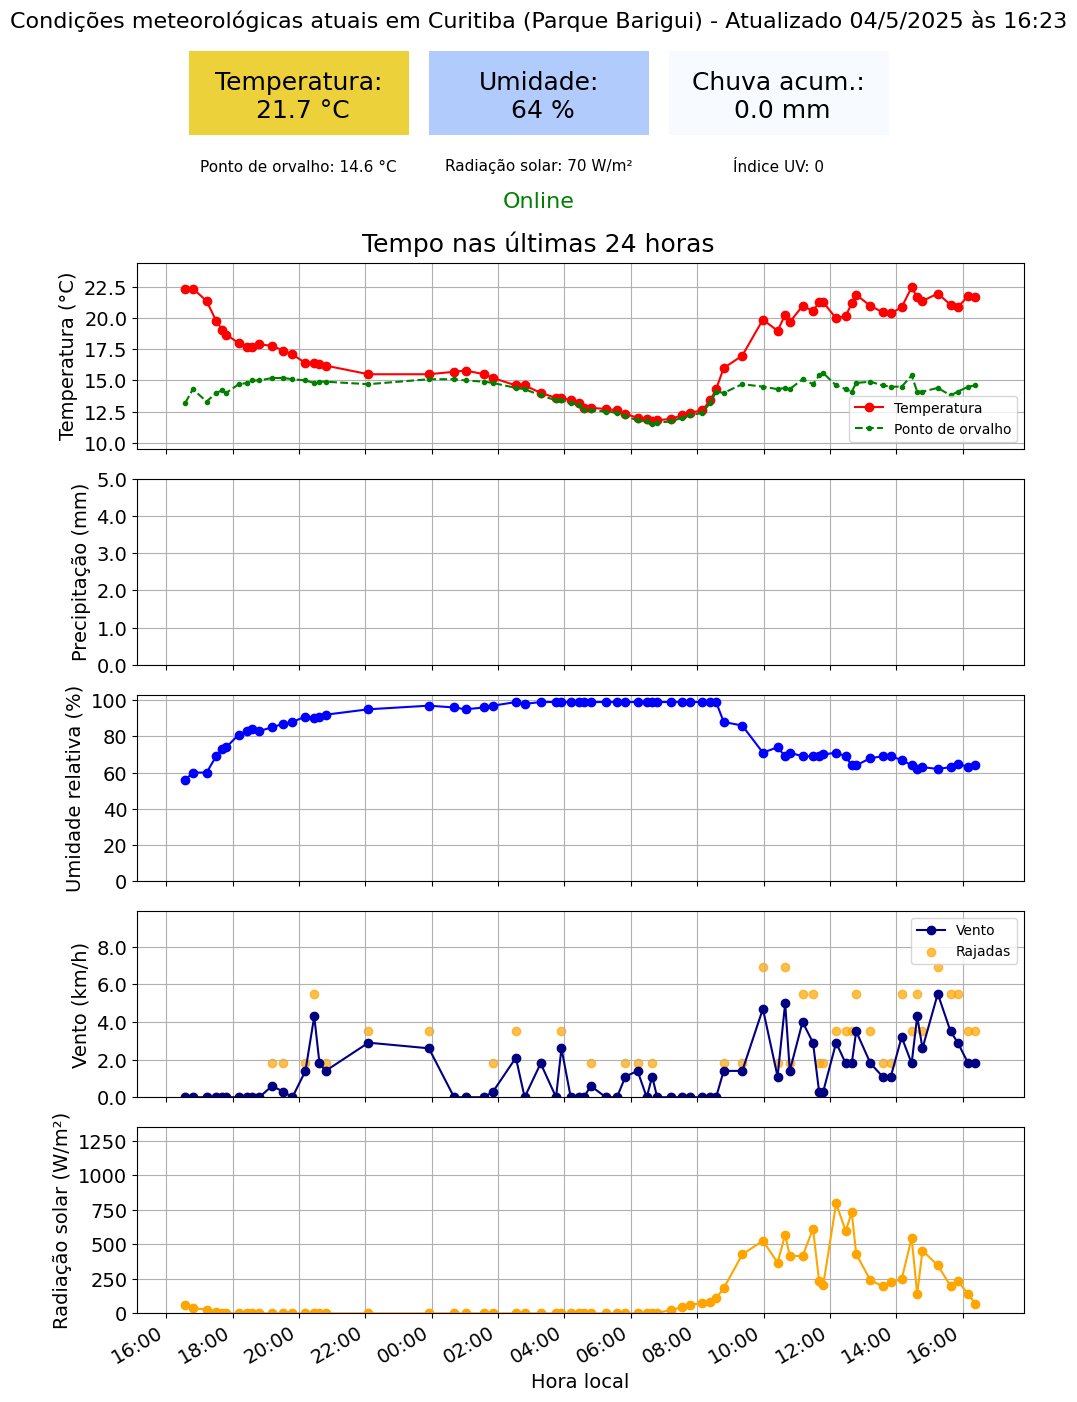 Condições meteorológicas atuais em Curitiba (Parque Barigui) - Atualizado 04/5/2025 às 16:23
Temperatura:
21.7 °C
Umidade:
64 %
Chuva acum.:
0.0 mm
Ponto de orvalho: 14.6 °C
Radiação solar: 70 W/m²
Índice UV: 0
Online
Tempo nas últimas 24 horas
Temperatura (°C)
22.5
20.0
17.5
15.0
12.5
10.0
Temperatura
Ponto de orvalho
Precipitação (mm)
5.0
4.0
3.0
2.0
1.0
0.0
Umidade relativa (%)
100
80
60
40
20
0
Vento (km/h)
8.0
6.0
4.0
2.0
0.0
Vento
Rajadas
Radiação solar (W/m²)
1250
1000
750
500
250
0
16:00 18:00 20:00 22:00 00:00 02:00 04:00 06:00 08:00 10:00 12:00 14:00 16:00
Hora local